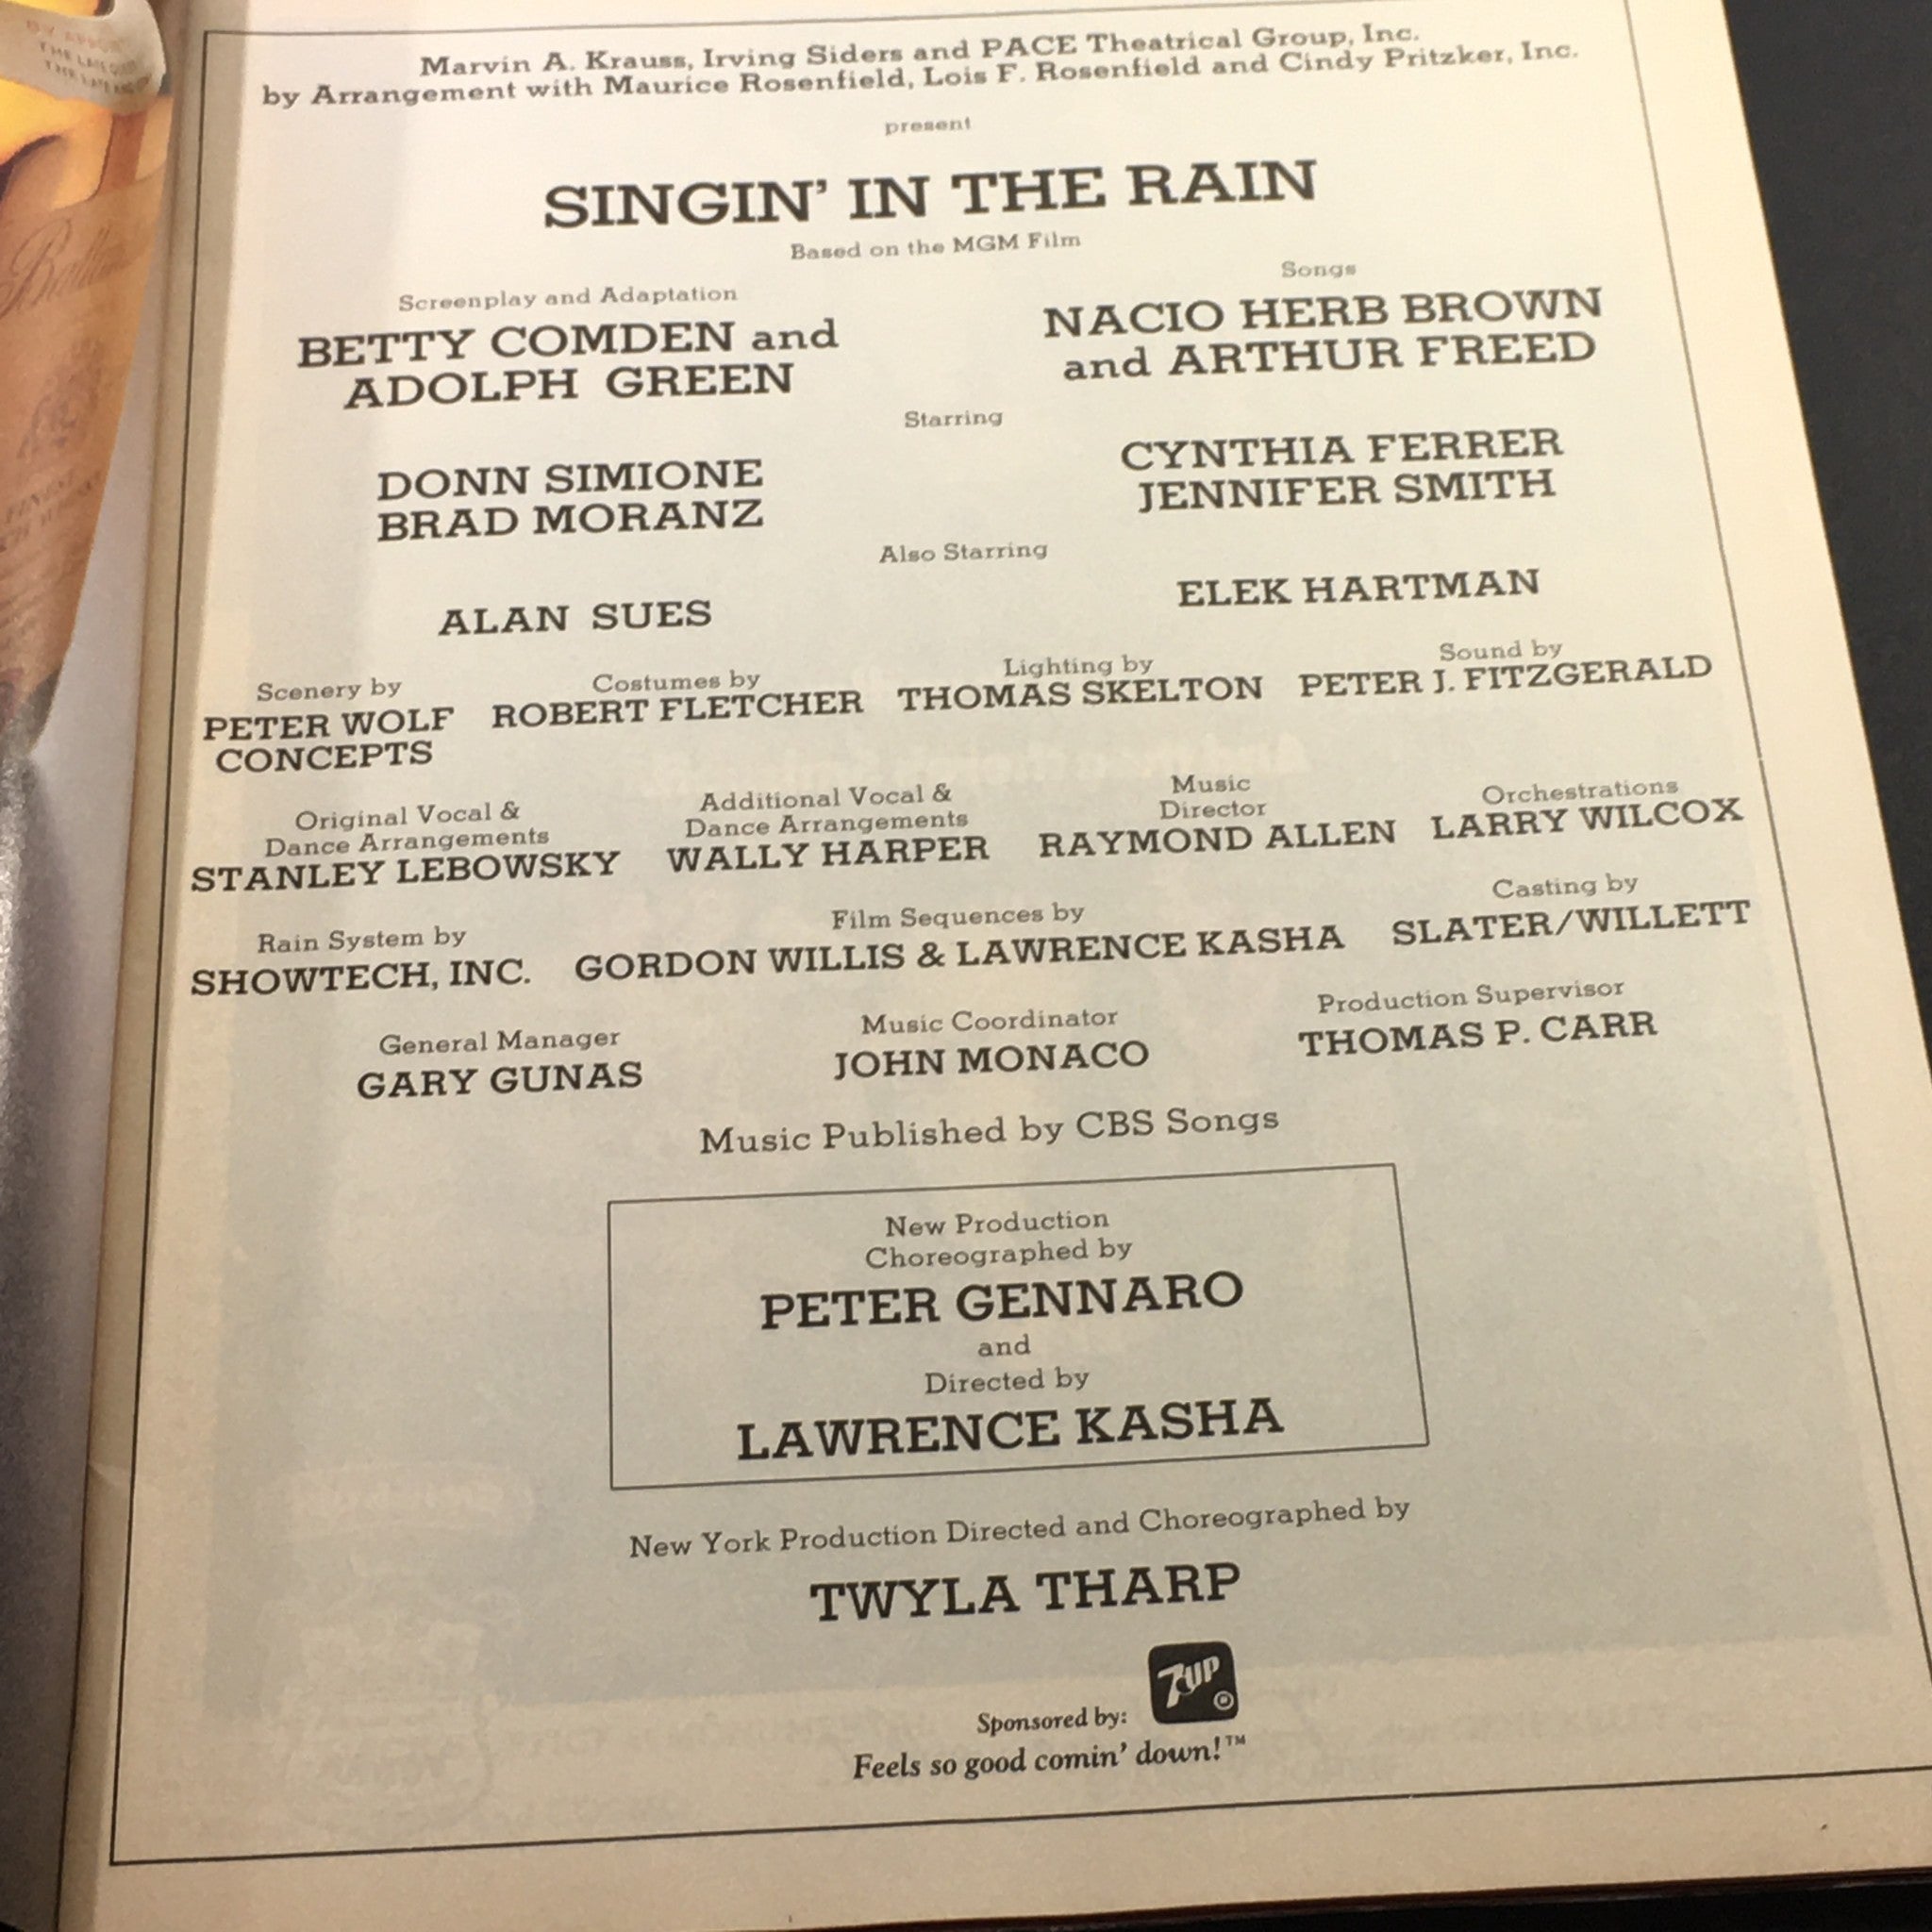 Marvin A. Krauss, Irving Siders and PACE Theatrical Group, Inc.
by Arrangement with Maurice Rosenfield, Lois F. Rosenfield and Cindy Pritzker, Inc.
present
SINGIN' IN THE RAIN
Based on the MGM Film
Screenplay and Adaptation
BETTY COMDEN and
ADOLPH GREEN
Songs
NACIO HERB BROWN
and ARTHUR FREED
Starring
DONN SIMIONE
BRAD MORANZ
CYNTHIA FERRER
JENNIFER SMITH
Also Starring
ALAN SUES
ELEK HARTMAN
Scenery by
PETER WOLF
CONCEPTS
Costumes by
ROBERT FLETCHER
Lighting by
THOMAS SKELTON
Sound by
PETER J. FITZGERALD
Original Vocal &
Dance Arrangements
STANLEY LEBOWSKY
Additional Vocal &
Dance Arrangements
WALLY HARPER
Music
Director
RAYMOND ALLEN
Orchestrations
LARRY WILCOX
Rain System by
SHOWTECH, INC.
Film Sequences by
GORDON WILLIS & LAWRENCE KASHA
Casting by
SLATER/WILLETT
General Manager
GARY GUNAS
Music Coordinator
JOHN MONACO
Production Supervisor
THOMAS P. CARR
Music Published by CBS Songs
New Production
Choreographed by
PETER GENNARO
and
Directed by
LAWRENCE KASHA
New York Production Directed and Choreographed by
TWYLA THARP
Sponsored by:
7UP ®
Feels so good comin' down!™